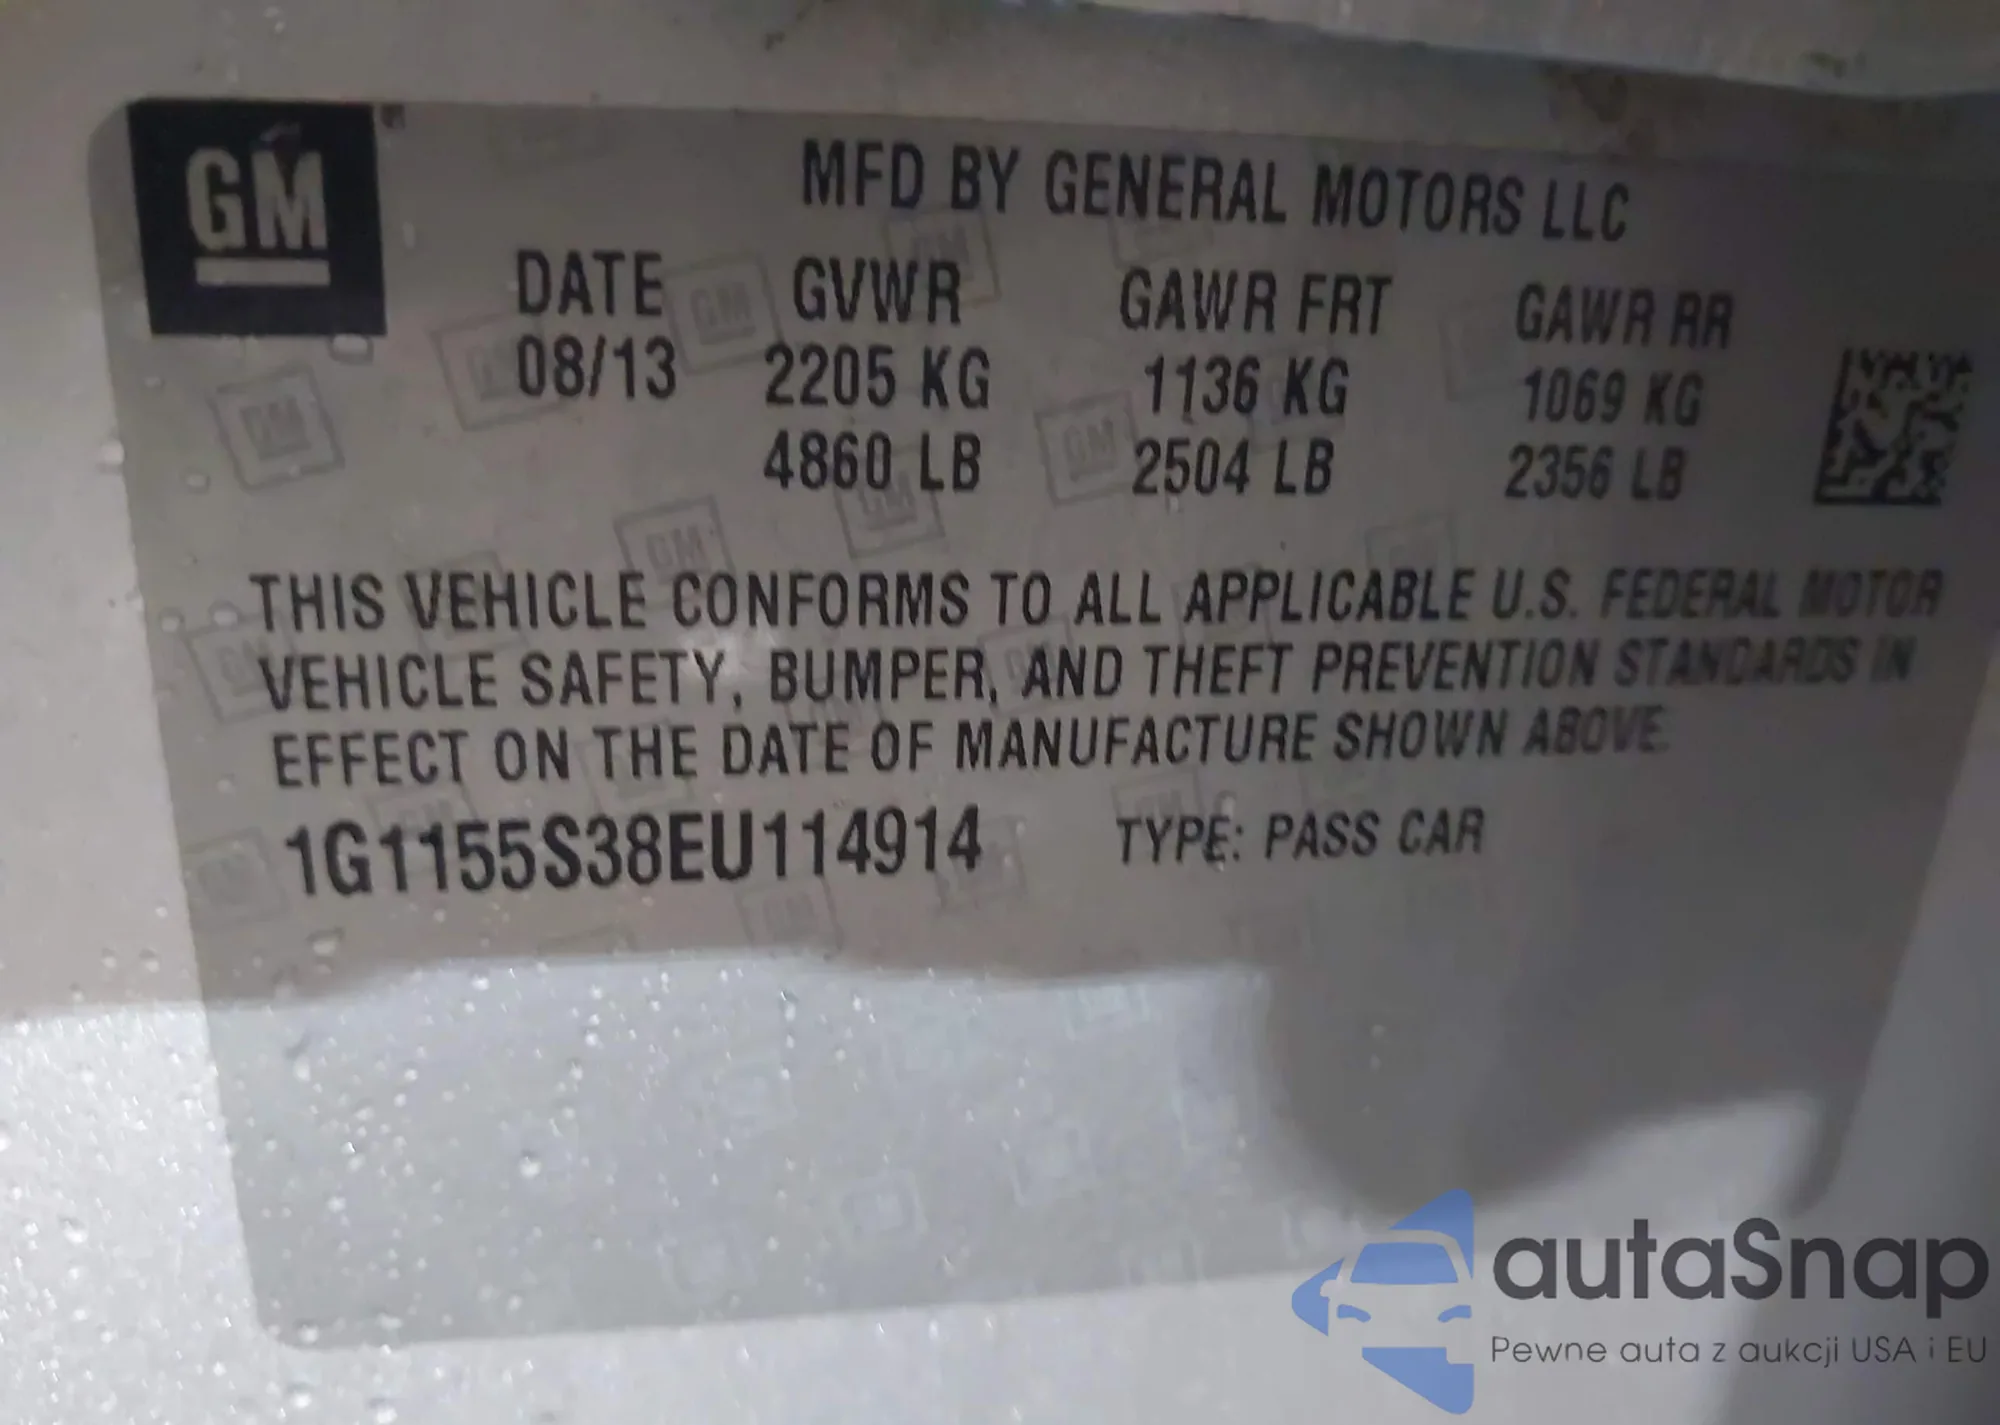 GM
MFD BY GENERAL MOTORS LLC
DATE GVWR GAWR FRT GAWR RR
08/13 2205 KG 1136 KG 1069 KG
4860 LB 2504 LB 2356 LB
THIS VEHICLE CONFORMS TO ALL APPLICABLE U.S. FEDERAL MOTOR
VEHICLE SAFETY, BUMPER, AND THEFT PREVENTION STANDARDS IN
EFFECT ON THE DATE OF MANUFACTURE SHOWN ABOVE.
1G1155S38EU114914 TYPE: PASS CAR
autaSnap
Pewne auta z aukcji USA i EU